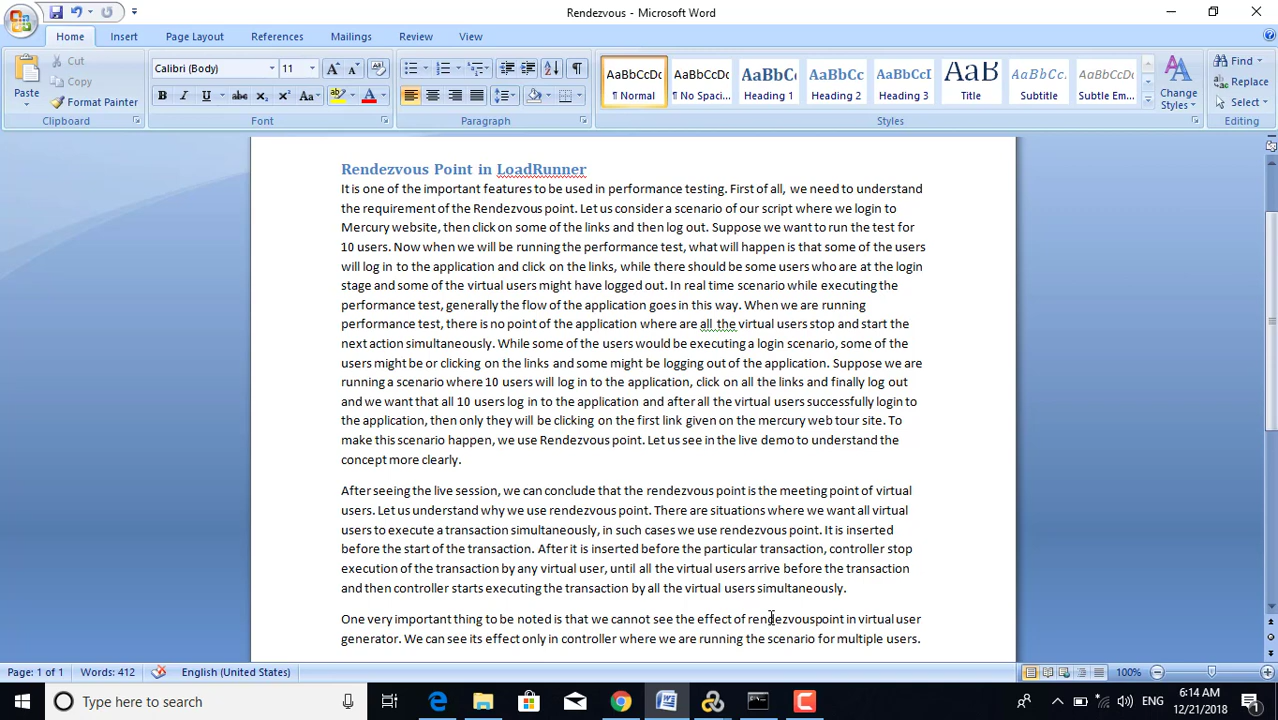 Rendezvous - Microsoft Word
Home Insert Page Layout References Mailings Review View
Cut
Copy
Format Painter
Paste
Clipboard
Calibri (Body) 11
Font
Paragraph
AaBbCcDc AaBbCcDc AaBbC AaBbCc AaBbCcI AaB AaBbCc. AaBbCcDc
¶ Normal ¶ No Spaci... Heading 1 Heading 2 Heading 3 Title Subtitle Subtle Em...
Styles
Change
Styles
Find
Replace
Select
Editing
Rendezvous Point in LoadRunner
It is one of the important features to be used in performance testing. First of all, we need to understand
the requirement of the Rendezvous point. Let us consider a scenario of our script where we login to
Mercury website, then click on some of the links and then log out. Suppose we want to run the test for
10 users. Now when we will be running the performance test, what will happen is that some of the users
will log in to the application and click on the links, while there should be some users who are at the login
stage and some of the virtual users might have logged out. In real time scenario while executing the
performance test, generally the flow of the application goes in this way. When we are running
performance test, there is no point of the application where are all the virtual users stop and start the
next action simultaneously. While some of the users would be executing a login scenario, some of the
users might be or clicking on the links and some might be logging out of the application. Suppose we are
running a scenario where 10 users will log in to the application, click on all the links and finally log out
and we want that all 10 users log in to the application and after all the virtual users successfully login to
the application, then only they will be clicking on the first link given on the mercury web tour site. To
make this scenario happen, we use Rendezvous point. Let us see in the live demo to understand the
concept more clearly.
After seeing the live session, we can conclude that the rendezvous point is the meeting point of virtual
users. Let us understand why we use rendezvous point. There are situations where we want all virtual
users to execute a transaction simultaneously, in such cases we use rendezvous point. It is inserted
before the start of the transaction. After it is inserted before the particular transaction, controller stop
execution of the transaction by any virtual user, until all the virtual users arrive before the transaction
and then controller starts executing the transaction by all the virtual users simultaneously.
One very important thing to be noted is that we cannot see the effect of rendezvouspoint in virtual user
generator. We can see its effect only in controller where we are running the scenario for multiple users.
Page: 1 of 1 Words: 412 English (United States) 100%
Type here to search
ENG
6:14 AM
12/21/2018
1